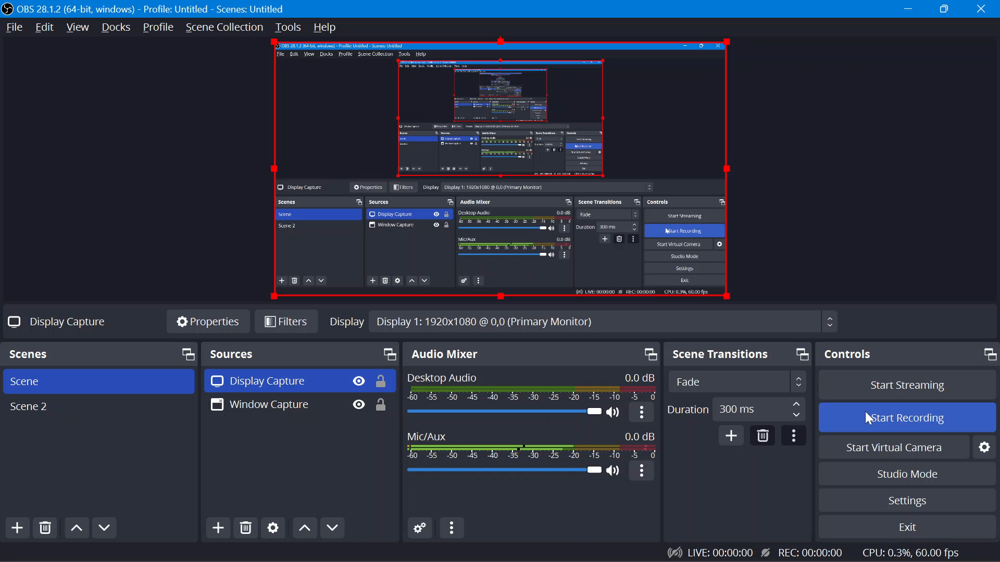 OBS 28.1.2 (64-bit, windows) - Profile: Untitled - Scenes: Untitled
File Edit View Docks Profile Scene Collection Tools Help
OBS 28.1.2 (64-bit, windows) - Profile: Untitled - Scenes: Untitled
File Edit View Docks Profile Scene Collection Tools Help
Display Capture Properties Filters Display Display 1: 1920x1080 @ 0,0 (Primary Monitor)
Scenes Sources Audio Mixer Scene Transitions Controls
Scene Display Capture Desktop Audio 0.0 dB Fade Start Streaming
-60 -55 -50 -45 -40 -35 -30 -25 -20 -15 -10 -5 0
Scene 2 Window Capture Duration 300 ms Start Recording
Mic/Aux 0.0 dB Start Virtual Camera
-60 -55 -50 -45 -40 -35 -30 -25 -20 -15 -10 -5 0
Studio Mode
Settings
Exit
LIVE: 00:00:00 REC: 00:00:00 CPU: 0.3%, 60.00 fps
Display Capture Properties Filters Display Display 1: 1920x1080 @ 0,0 (Primary Monitor)
Scenes
Scene
Scene 2
Sources
Display Capture
Window Capture
Audio Mixer
Desktop Audio 0.0 dB
-60 -55 -50 -45 -40 -35 -30 -25 -20 -15 -10 -5 0
Mic/Aux 0.0 dB
-60 -55 -50 -45 -40 -35 -30 -25 -20 -15 -10 -5 0
Scene Transitions
Fade
Duration 300 ms
Controls
Start Streaming
Start Recording
Start Virtual Camera
Studio Mode
Settings
Exit
LIVE: 00:00:00 REC: 00:00:00 CPU: 0.3%, 60.00 fps